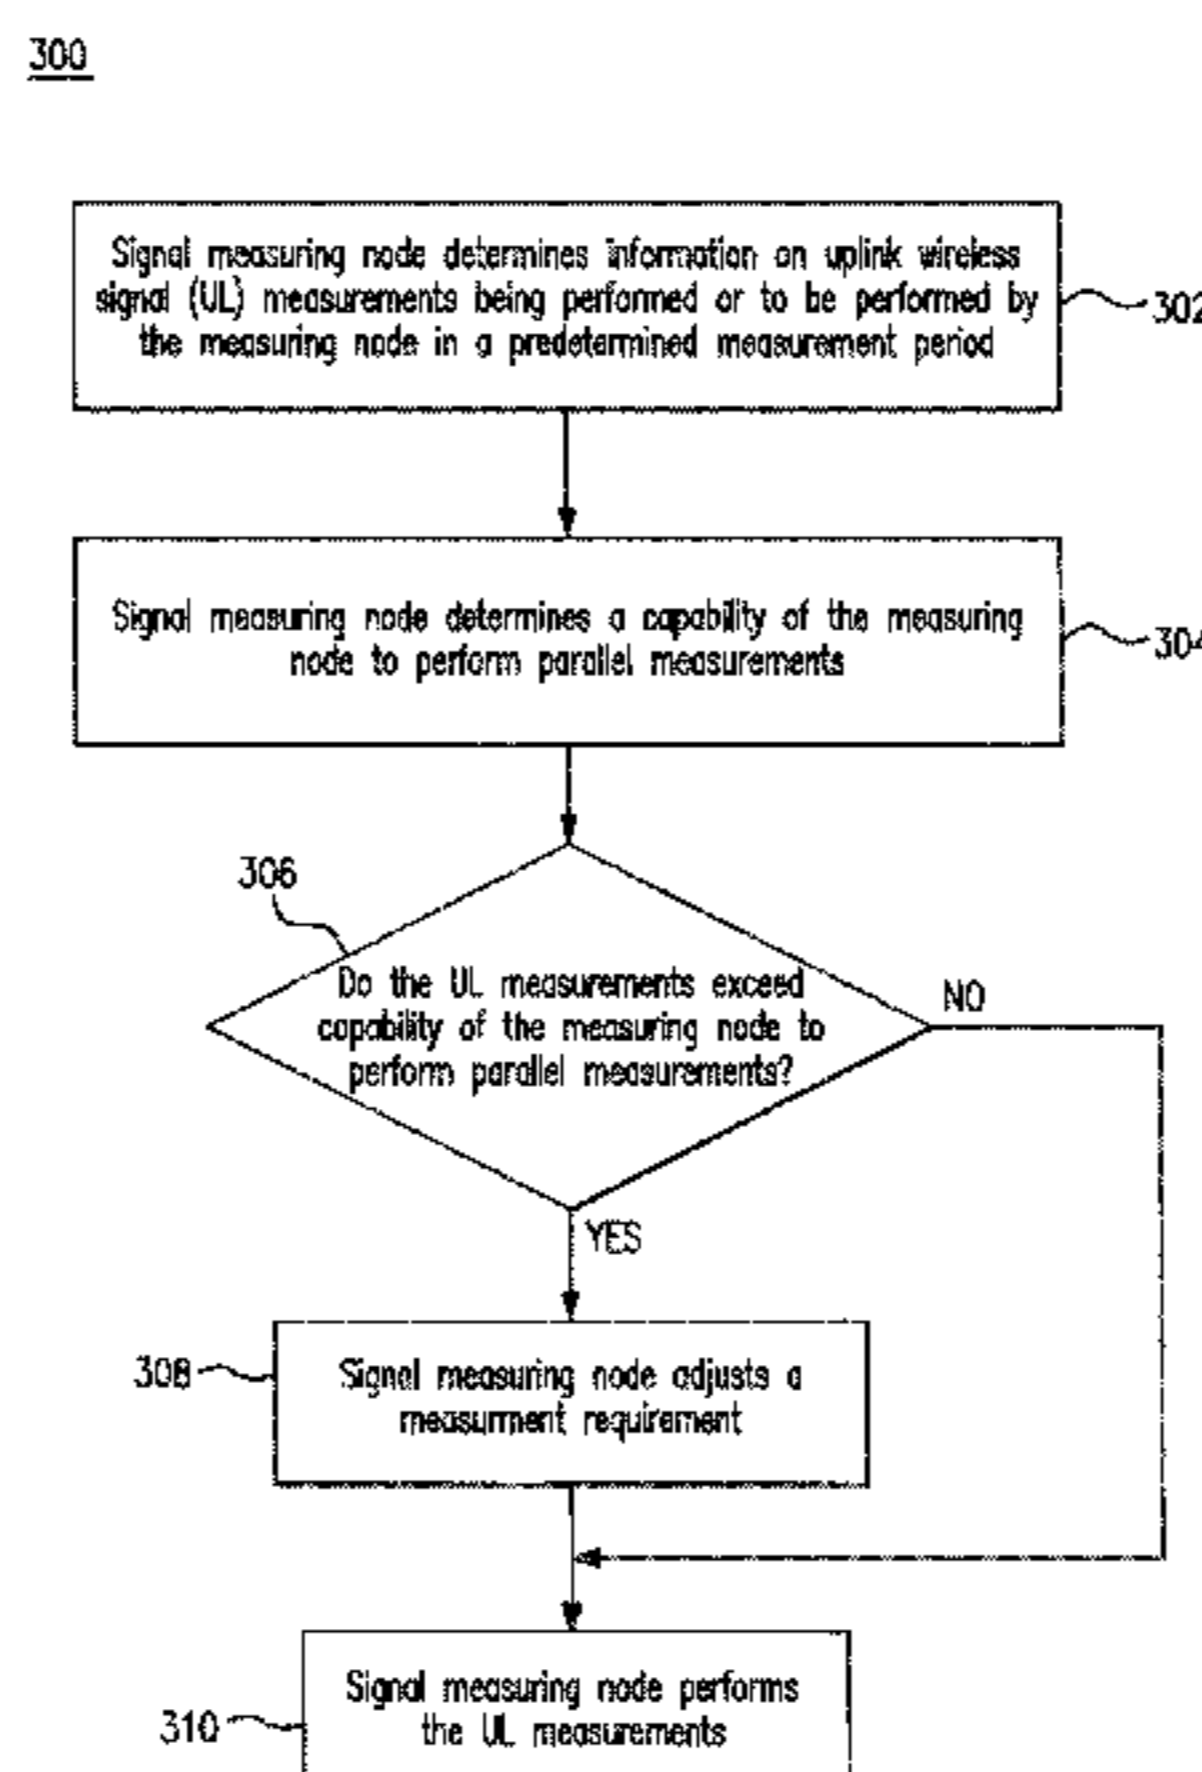 300
Signal measuring node determines information on uplink wireless
signal (UL) measurements being performed or to be performed by
the measuring node in a predetermined measurement period
302
Signal measuring node determines a capability of the measuring
node to perform parallel measurements
304
306
Do the UL measurements exceed
capability of the measuring node to
perform parallel measurements?
NO
YES
308
Signal measuring node adjusts a
measurment requirement
Signal measuring node performs
the UL measurements
310